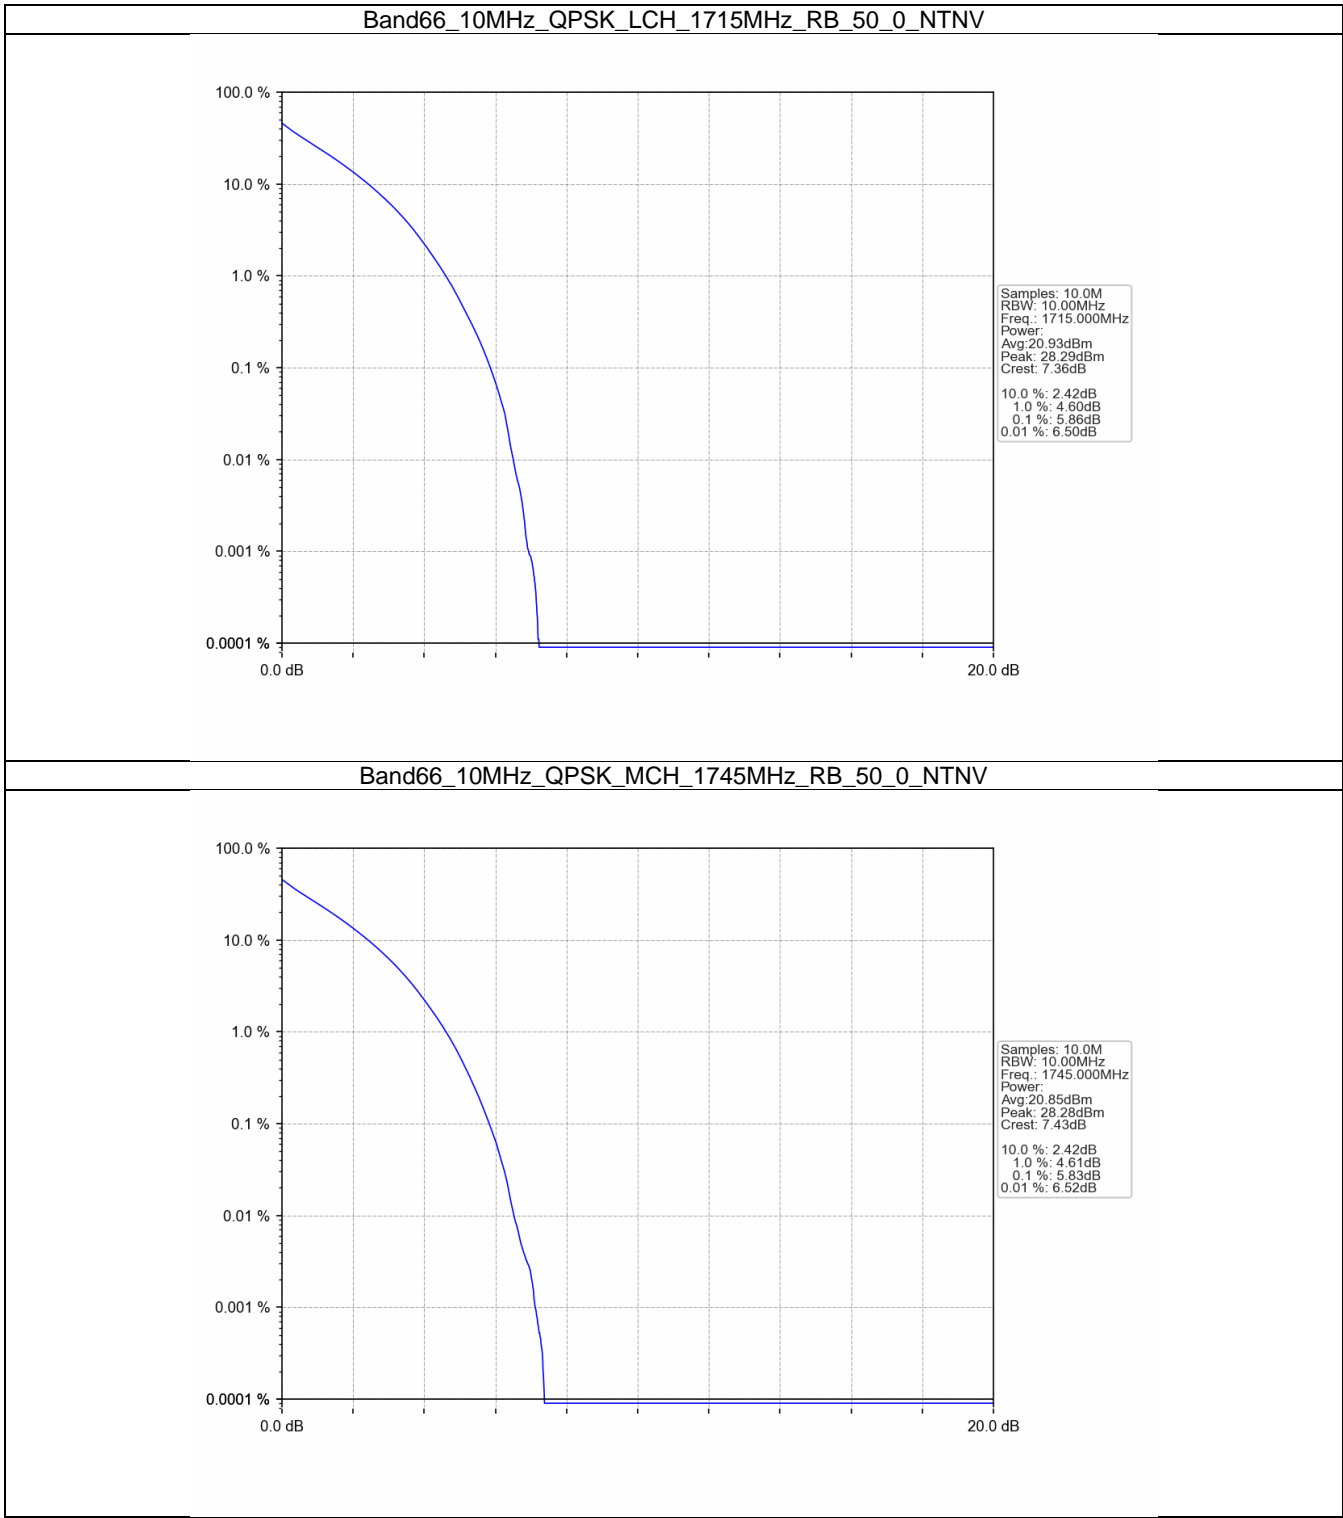 Band66_10MHz_QPSK_LCH_1715MHz_RB_50_0_NTNV
100.0 %
10.0 %
1.0 %
0.1 %
0.01 %
0.001 %
0.0001 %
0.0 dB
20.0 dB
Samples: 10.0M
RBW: 10.00MHz
Freq.: 1715.000MHz
Power:
Avg:20.93dBm
Peak: 28.29dBm
Crest: 7.36dB
10.0 %: 2.42dB
1.0 %: 4.60dB
0.1 %: 5.86dB
0.01 %: 6.50dB
Band66_10MHz_QPSK_MCH_1745MHz_RB_50_0_NTNV
100.0 %
10.0 %
1.0 %
0.1 %
0.01 %
0.001 %
0.0001 %
0.0 dB
20.0 dB
Samples: 10.0M
RBW: 10.00MHz
Freq.: 1745.000MHz
Power:
Avg:20.85dBm
Peak: 28.28dBm
Crest: 7.43dB
10.0 %: 2.42dB
1.0 %: 4.61dB
0.1 %: 5.83dB
0.01 %: 6.52dB